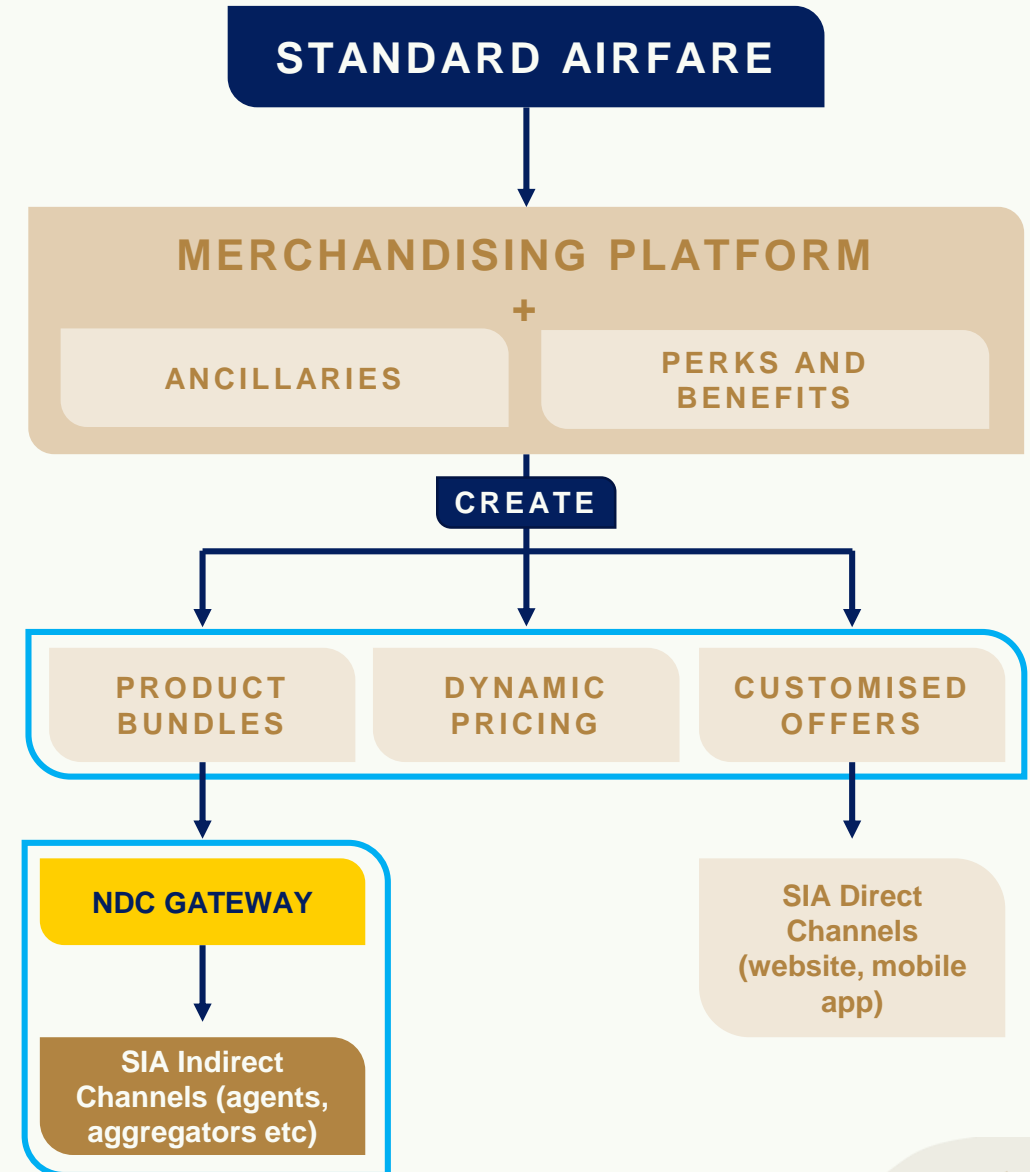 STANDARD AIRFARE
MERCHANDISING PLATFORM
+
ANCILLARIES
PERKS AND
BENEFITS
CREATE
PRODUCT
BUNDLES
DYNAMIC
PRICING
CUSTOMISED
OFFERS
NDC GATEWAY
SIA Indirect
Channels (agents,
aggregators etc)
SIA Direct
Channels
(website, mobile
app)